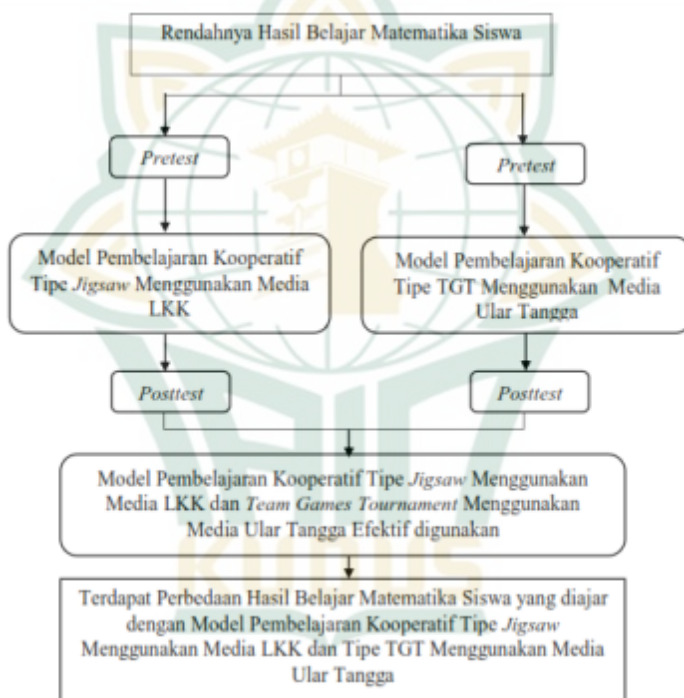 Rendahnya Hasil Belajar Matematika Siswa
Pretest
Pretest
Model Pembelajaran Kooperatif
Tipe Jigsaw Menggunakan Media
LKK
Model Pembelajaran Kooperatif
Tipe TGT Menggunakan Media
Ular Tangga
Posttest
Posttest
Model Pembelajaran Kooperatif Tipe Jigsaw Menggunakan
Media LKK dan Team Games Tournament Menggunakan
Media Ular Tangga Efektif digunakan
KUDUS
Terdapat Perbedaan Hasil Belajar Matematika Siswa yang diajar
dengan Model Pembelajaran Kooperatif Tipe Jigsaw
Menggunakan Media LKK dan Tipe TGT Menggunakan Media
Ular Tangga